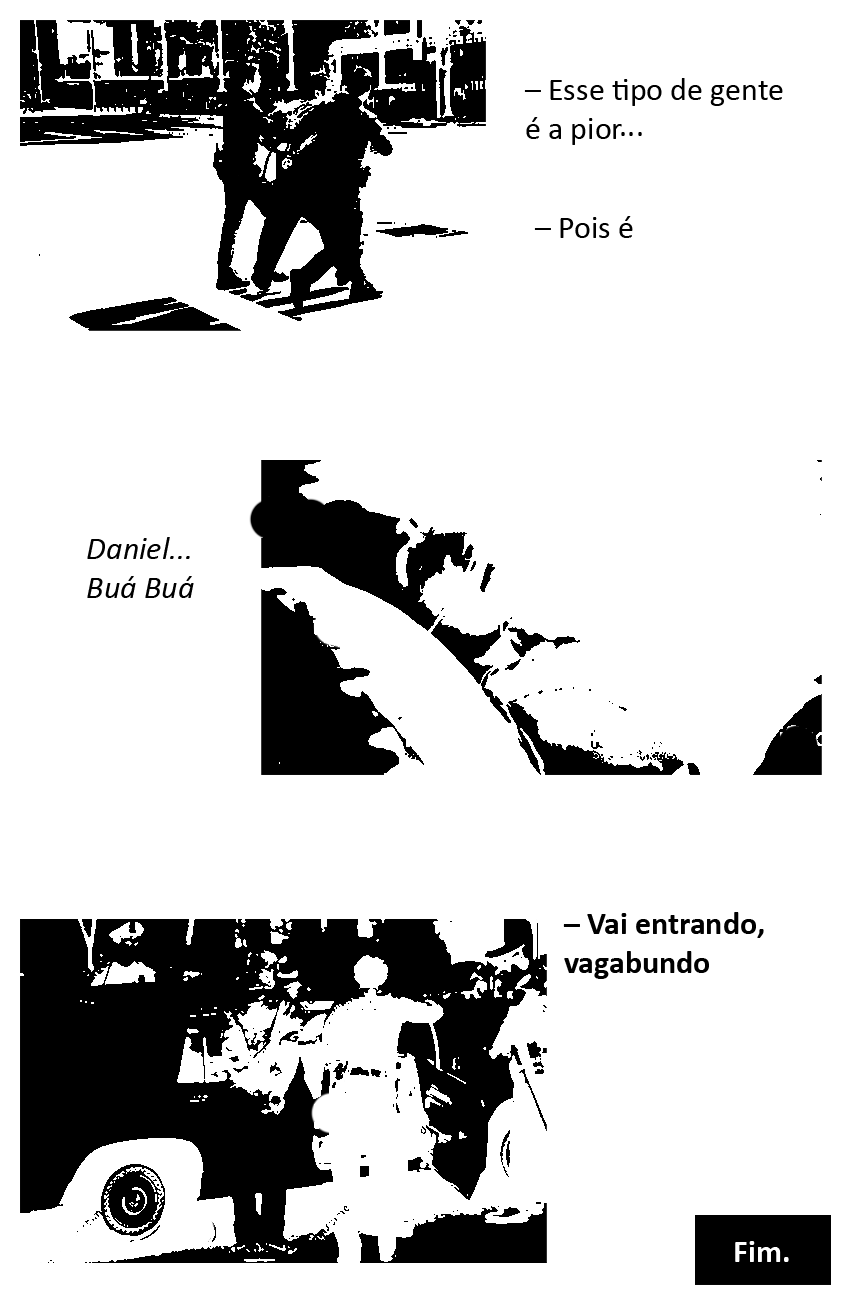 – Esse tipo de gente
é a pior...
– Pois é
Daniel...
Buá Buá
– Vai entrando,
vagabundo
Fim.